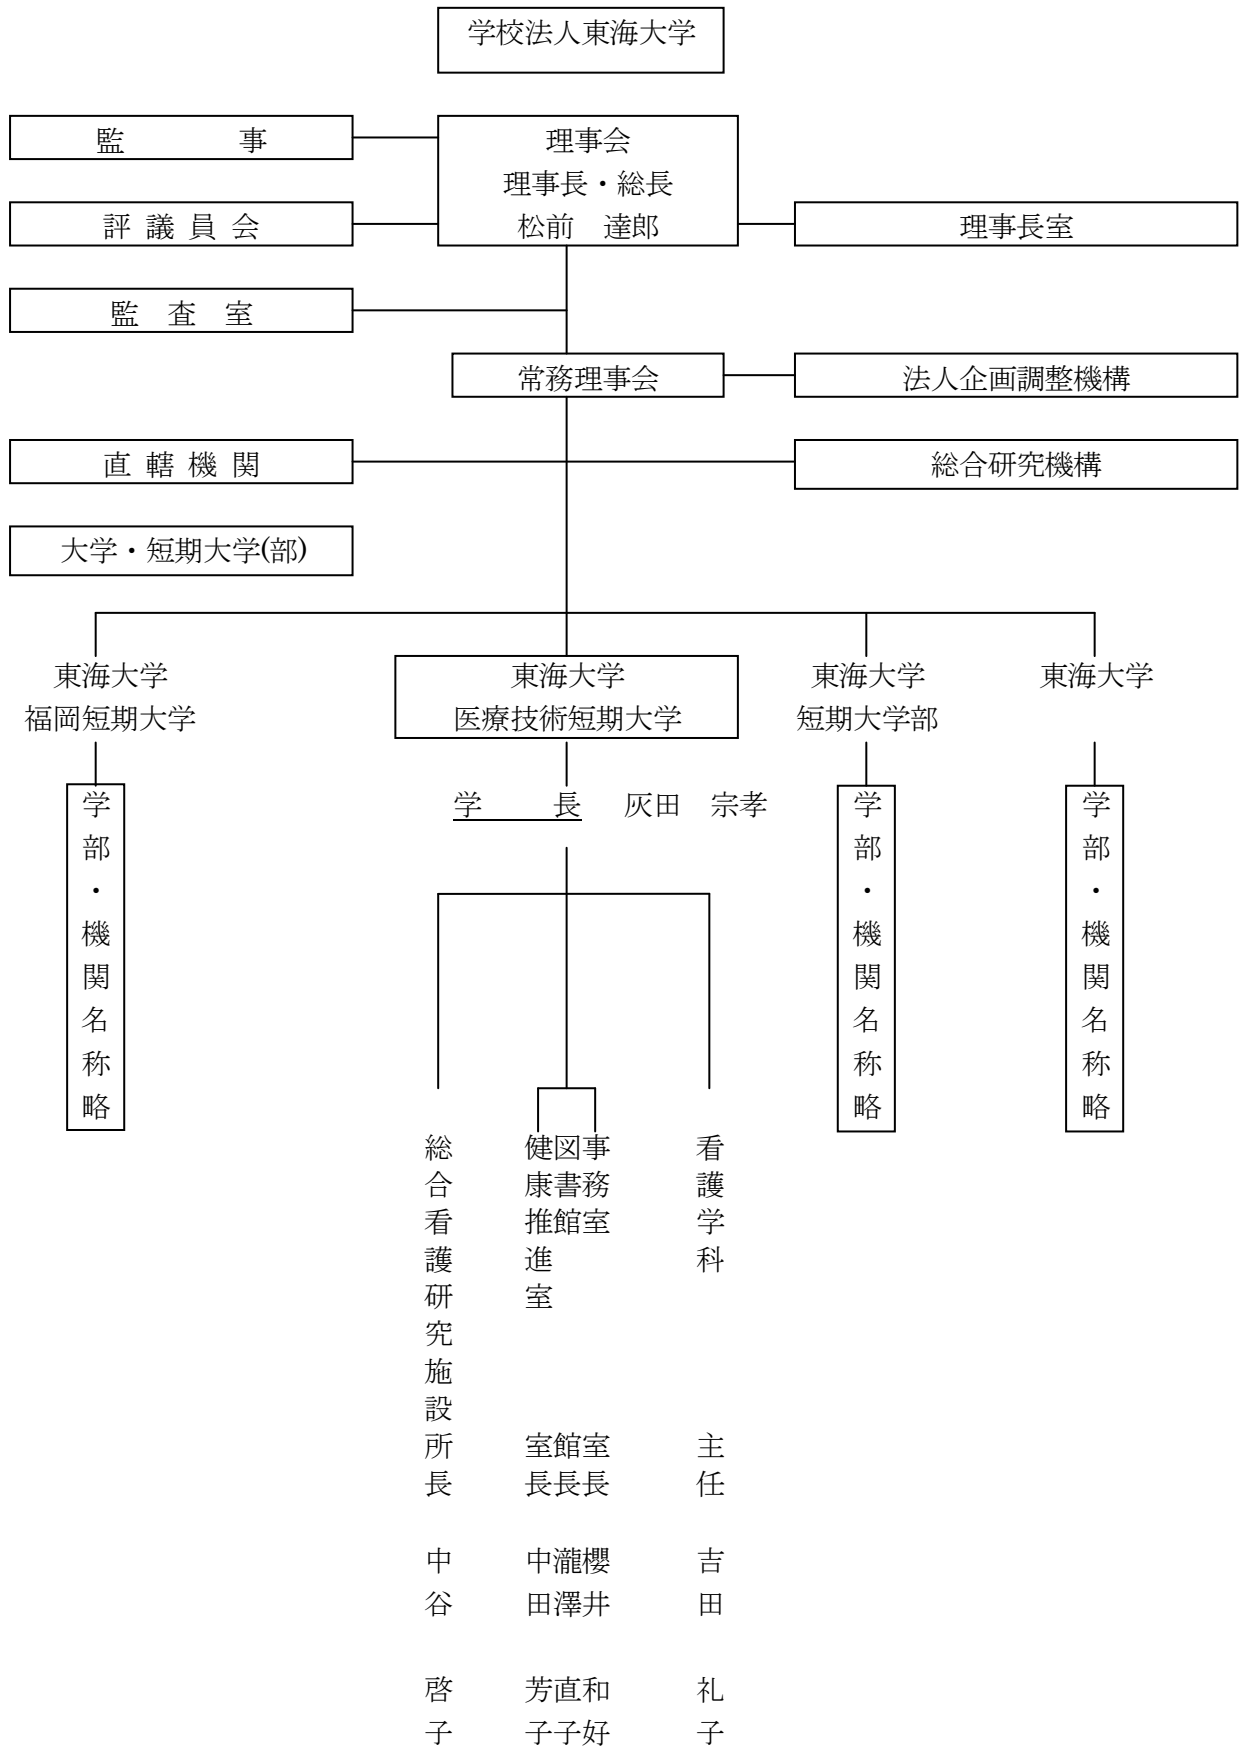 学校法人東海大学
監　　　　事
理事会
理事長・総長
松前　達郎
評 議 員 会
理事長室
監　査　室
常務理事会
法人企画調整機構
直 轄 機 関
総合研究機構
大学・短期大学(部)
東海大学
福岡短期大学
東海大学
医療技術短期大学
東海大学
短期大学部
東海大学
学部・機関名称略
学　　長　灰田　宗孝
学部・機関名称略
学部・機関名称略
総合看護研究施設所長　中谷　啓子
健康推進室　室長　中田　芳子
図書館　館長　瀧澤　直子
事務室　室長　櫻井　和好
看護学科　主任　吉田　礼子